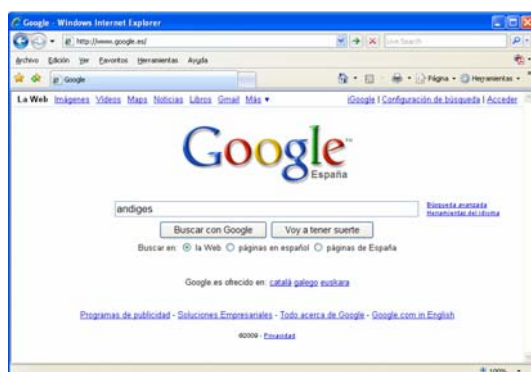 Google - Windows Internet Explorer
http://www.google.es/
Live Search
Archivo Edición Ver Favoritos Herramientas Ayuda
Google
Página Herramientas
La Web Imágenes Vídeos Maps Noticias Libros Gmail Más ▼
iGoogle | Configuración de búsqueda | Acceder
Google™
España
andiges
Búsqueda avanzada
Herramientas del idioma
Buscar con Google Voy a tener suerte
Buscar en: la Web páginas en español páginas de España
Google.es ofrecido en: català galego euskara
Programas de publicidad - Soluciones Empresariales - Todo acerca de Google - Google.com in English
©2009 - Privacidad
100%